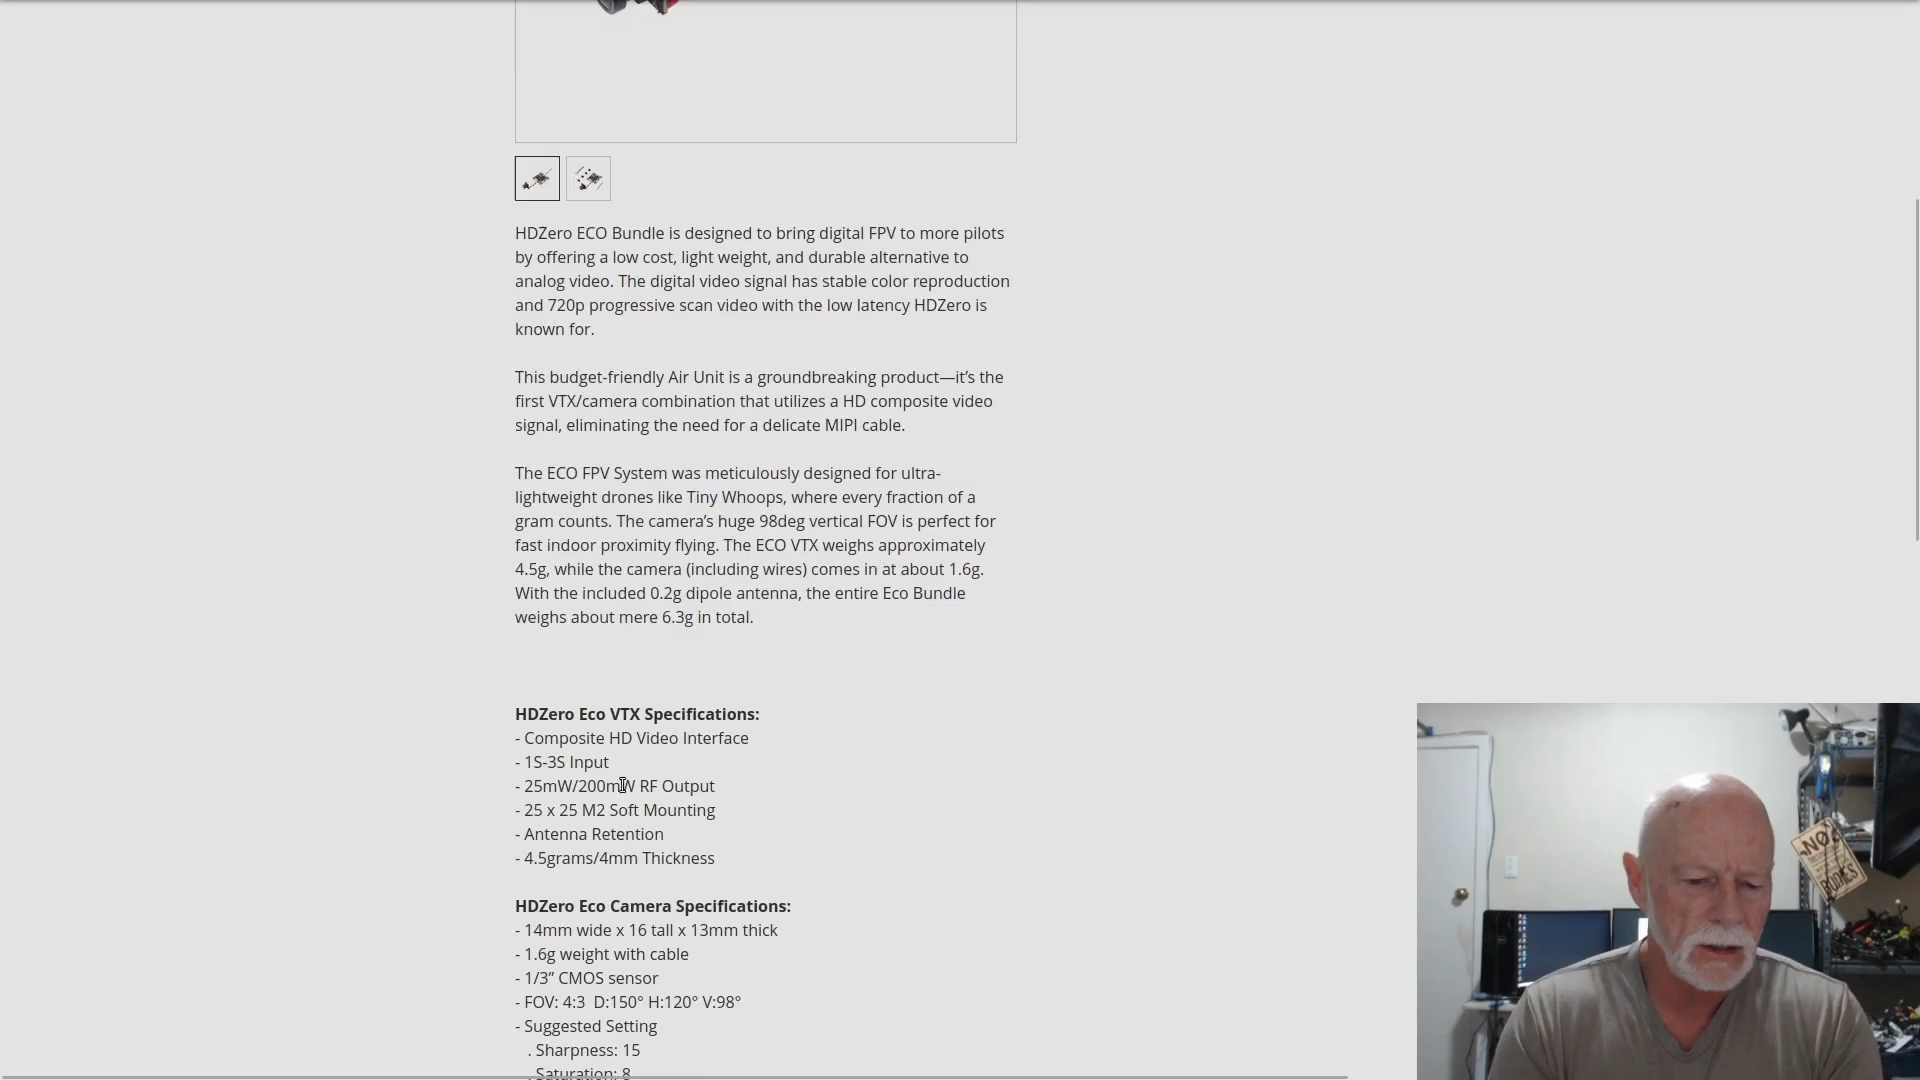 HDZero ECO Bundle is designed to bring digital FPV to more pilots
by offering a low cost, light weight, and durable alternative to
analog video. The digital video signal has stable color reproduction
and 720p progressive scan video with the low latency HDZero is
known for.
This budget-friendly Air Unit is a groundbreaking product—it’s the
first VTX/camera combination that utilizes a HD composite video
signal, eliminating the need for a delicate MIPI cable.
The ECO FPV System was meticulously designed for ultra-
lightweight drones like Tiny Whoops, where every fraction of a
gram counts. The camera’s huge 98deg vertical FOV is perfect for
fast indoor proximity flying. The ECO VTX weighs approximately
4.5g, while the camera (including wires) comes in at about 1.6g.
With the included 0.2g dipole antenna, the entire Eco Bundle
weighs about mere 6.3g in total.
HDZero Eco VTX Specifications:
- Composite HD Video Interface
- 1S-3S Input
- 25mW/200mW RF Output
- 25 x 25 M2 Soft Mounting
- Antenna Retention
- 4.5grams/4mm Thickness
HDZero Eco Camera Specifications:
- 14mm wide x 16 tall x 13mm thick
- 1.6g weight with cable
- 1/3” CMOS sensor
- FOV: 4:3  D:150° H:120° V:98°
- Suggested Setting
. Sharpness: 15
. Saturation: 8
NO
BODIES